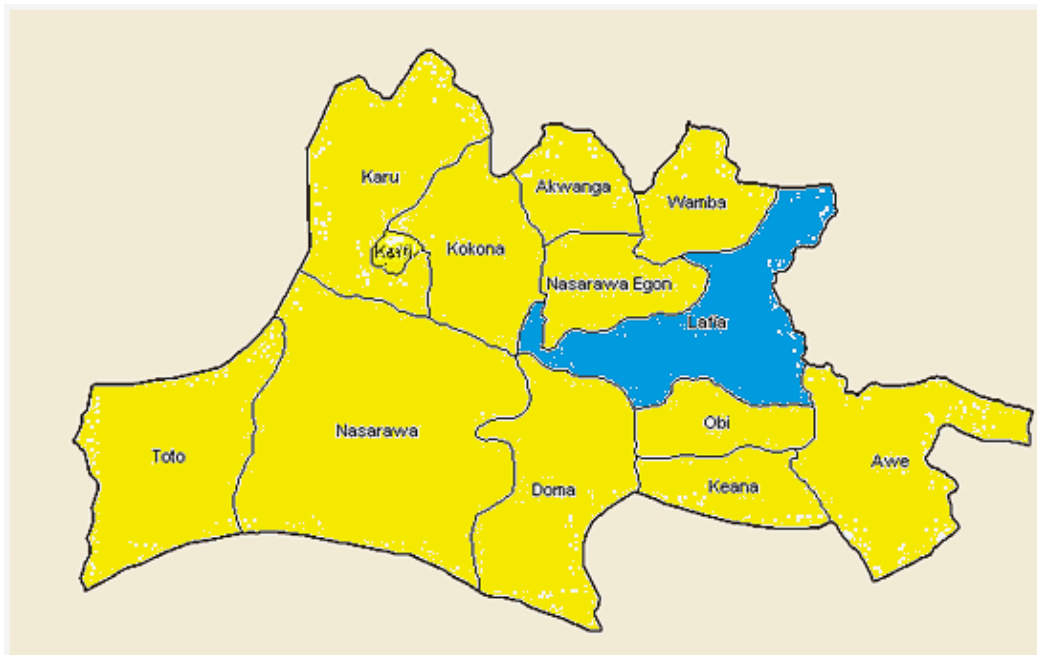 Karu
Akwanga
Wamba
Kokona
Nasarawa Egon
Lafia
Nasarawa
Obi
Toto
Doma
Keana
Awe